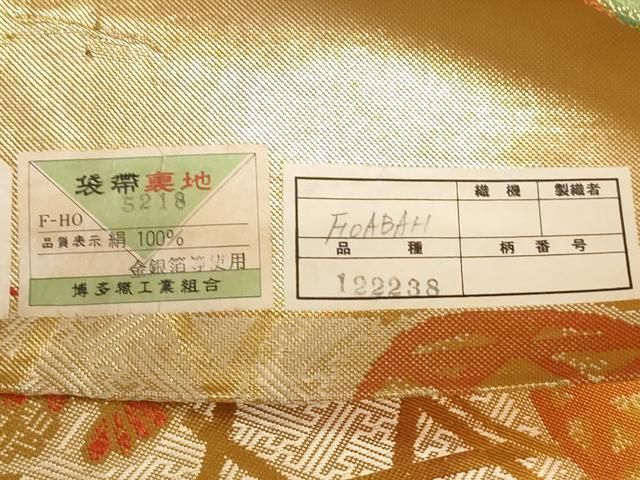 袋帯裏地
5218
F-HO
品質表示 絹 100%
金銀箔等使用
博多織工業組合
織機 製織者
品種 柄番号
122238